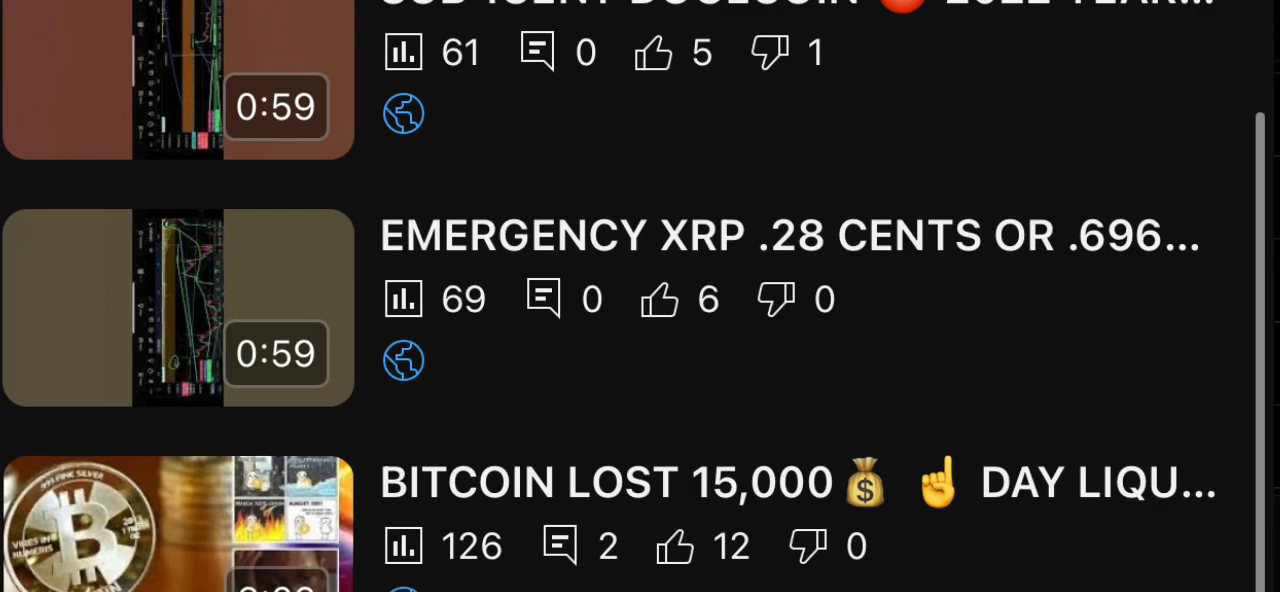 61 0 5 1
0:59
EMERGENCY XRP .28 CENTS OR .696...
69 0 6 0
0:59
BITCOIN LOST 15,000💰 ☝️ DAY LIQU...
126 2 12 0